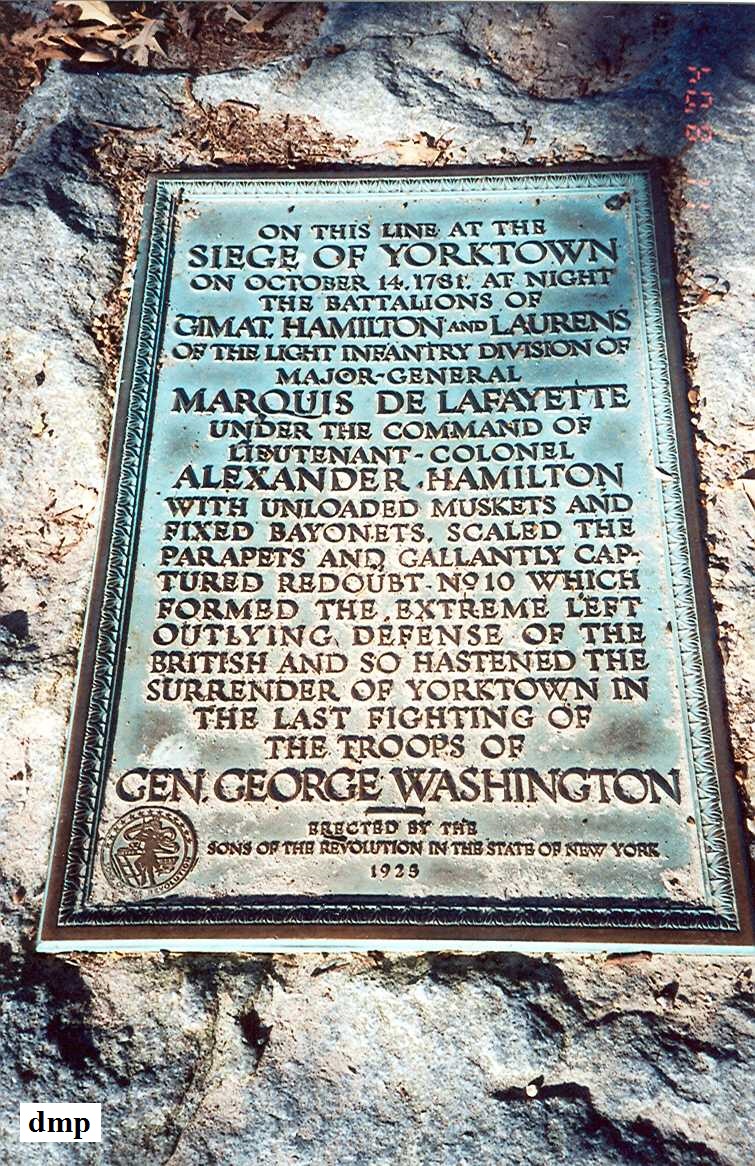 ON THIS LINE AT THE
SIEGE OF YORKTOWN
ON OCTOBER 14, 1781, AT NIGHT
THE BATTALIONS OF
GIMAT, HAMILTON AND LAURENS
OF THE LIGHT INFANTRY DIVISION OF
MAJOR-GENERAL
MARQUIS DE LAFAYETTE
UNDER THE COMMAND OF
LIEUTENANT-COLONEL
ALEXANDER HAMILTON
WITH UNLOADED MUSKETS AND
FIXED BAYONETS, SCALED THE
PARAPETS AND GALLANTLY CAP-
TURED REDOUBT No 10 WHICH
FORMED THE EXTREME LEFT
OUTLYING DEFENSE OF THE
BRITISH AND SO HASTENED THE
SURRENDER OF YORKTOWN IN
THE LAST FIGHTING OF
THE TROOPS OF
GEN. GEORGE WASHINGTON
ERECTED BY THE
SONS OF THE REVOLUTION IN THE STATE OF NEW YORK
1925
dmp